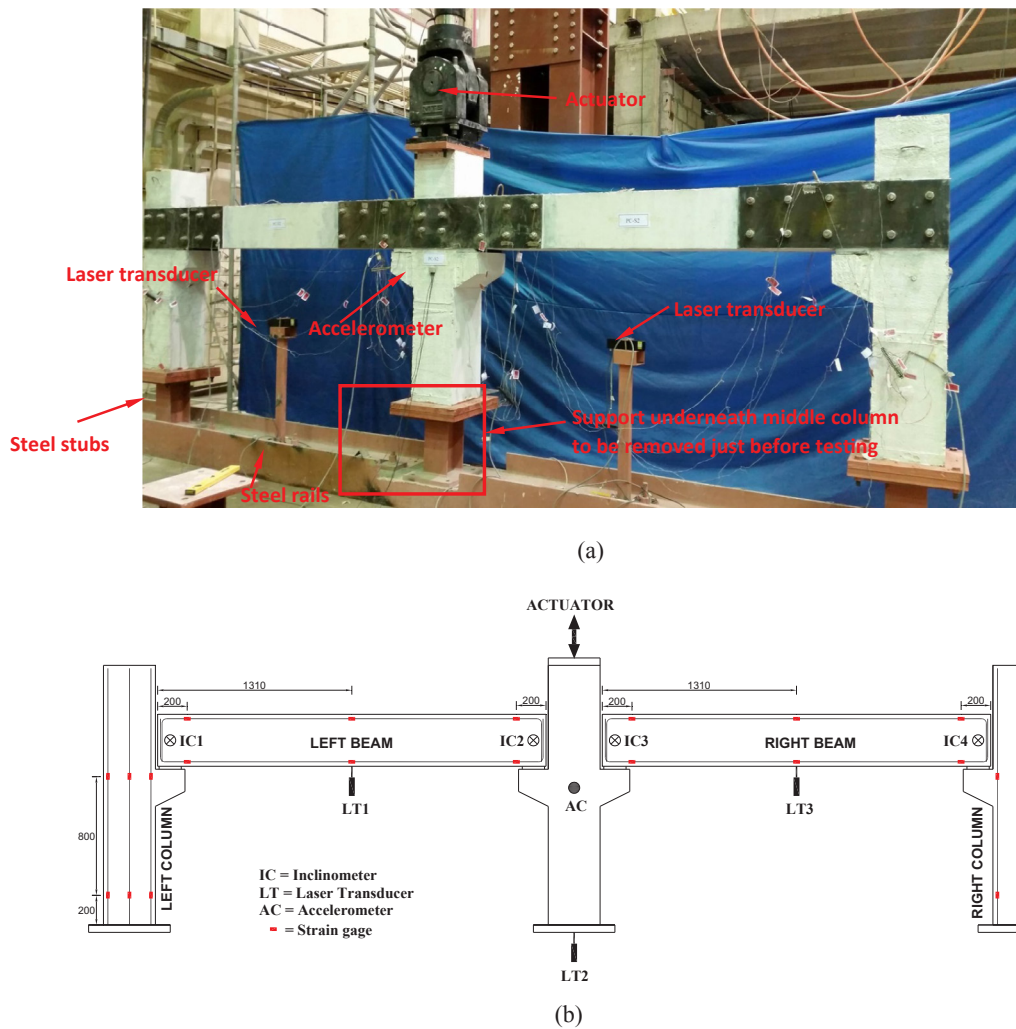 Actuator
Laser transducer
Accelerometer
Laser transducer
Steel stubs
Support underneath middle column
to be removed just before testing
Steel rails
(a)
ACTUATOR
1310
1310
200
200
200
200
IC1
LEFT BEAM
IC2
IC3
RIGHT BEAM
IC4
LT1
AC
LT3
800
200
LEFT COLUMN
RIGHT COLUMN
IC = Inclinometer
LT = Laser Transducer
AC = Accelerometer
= Strain gage
LT2
(b)